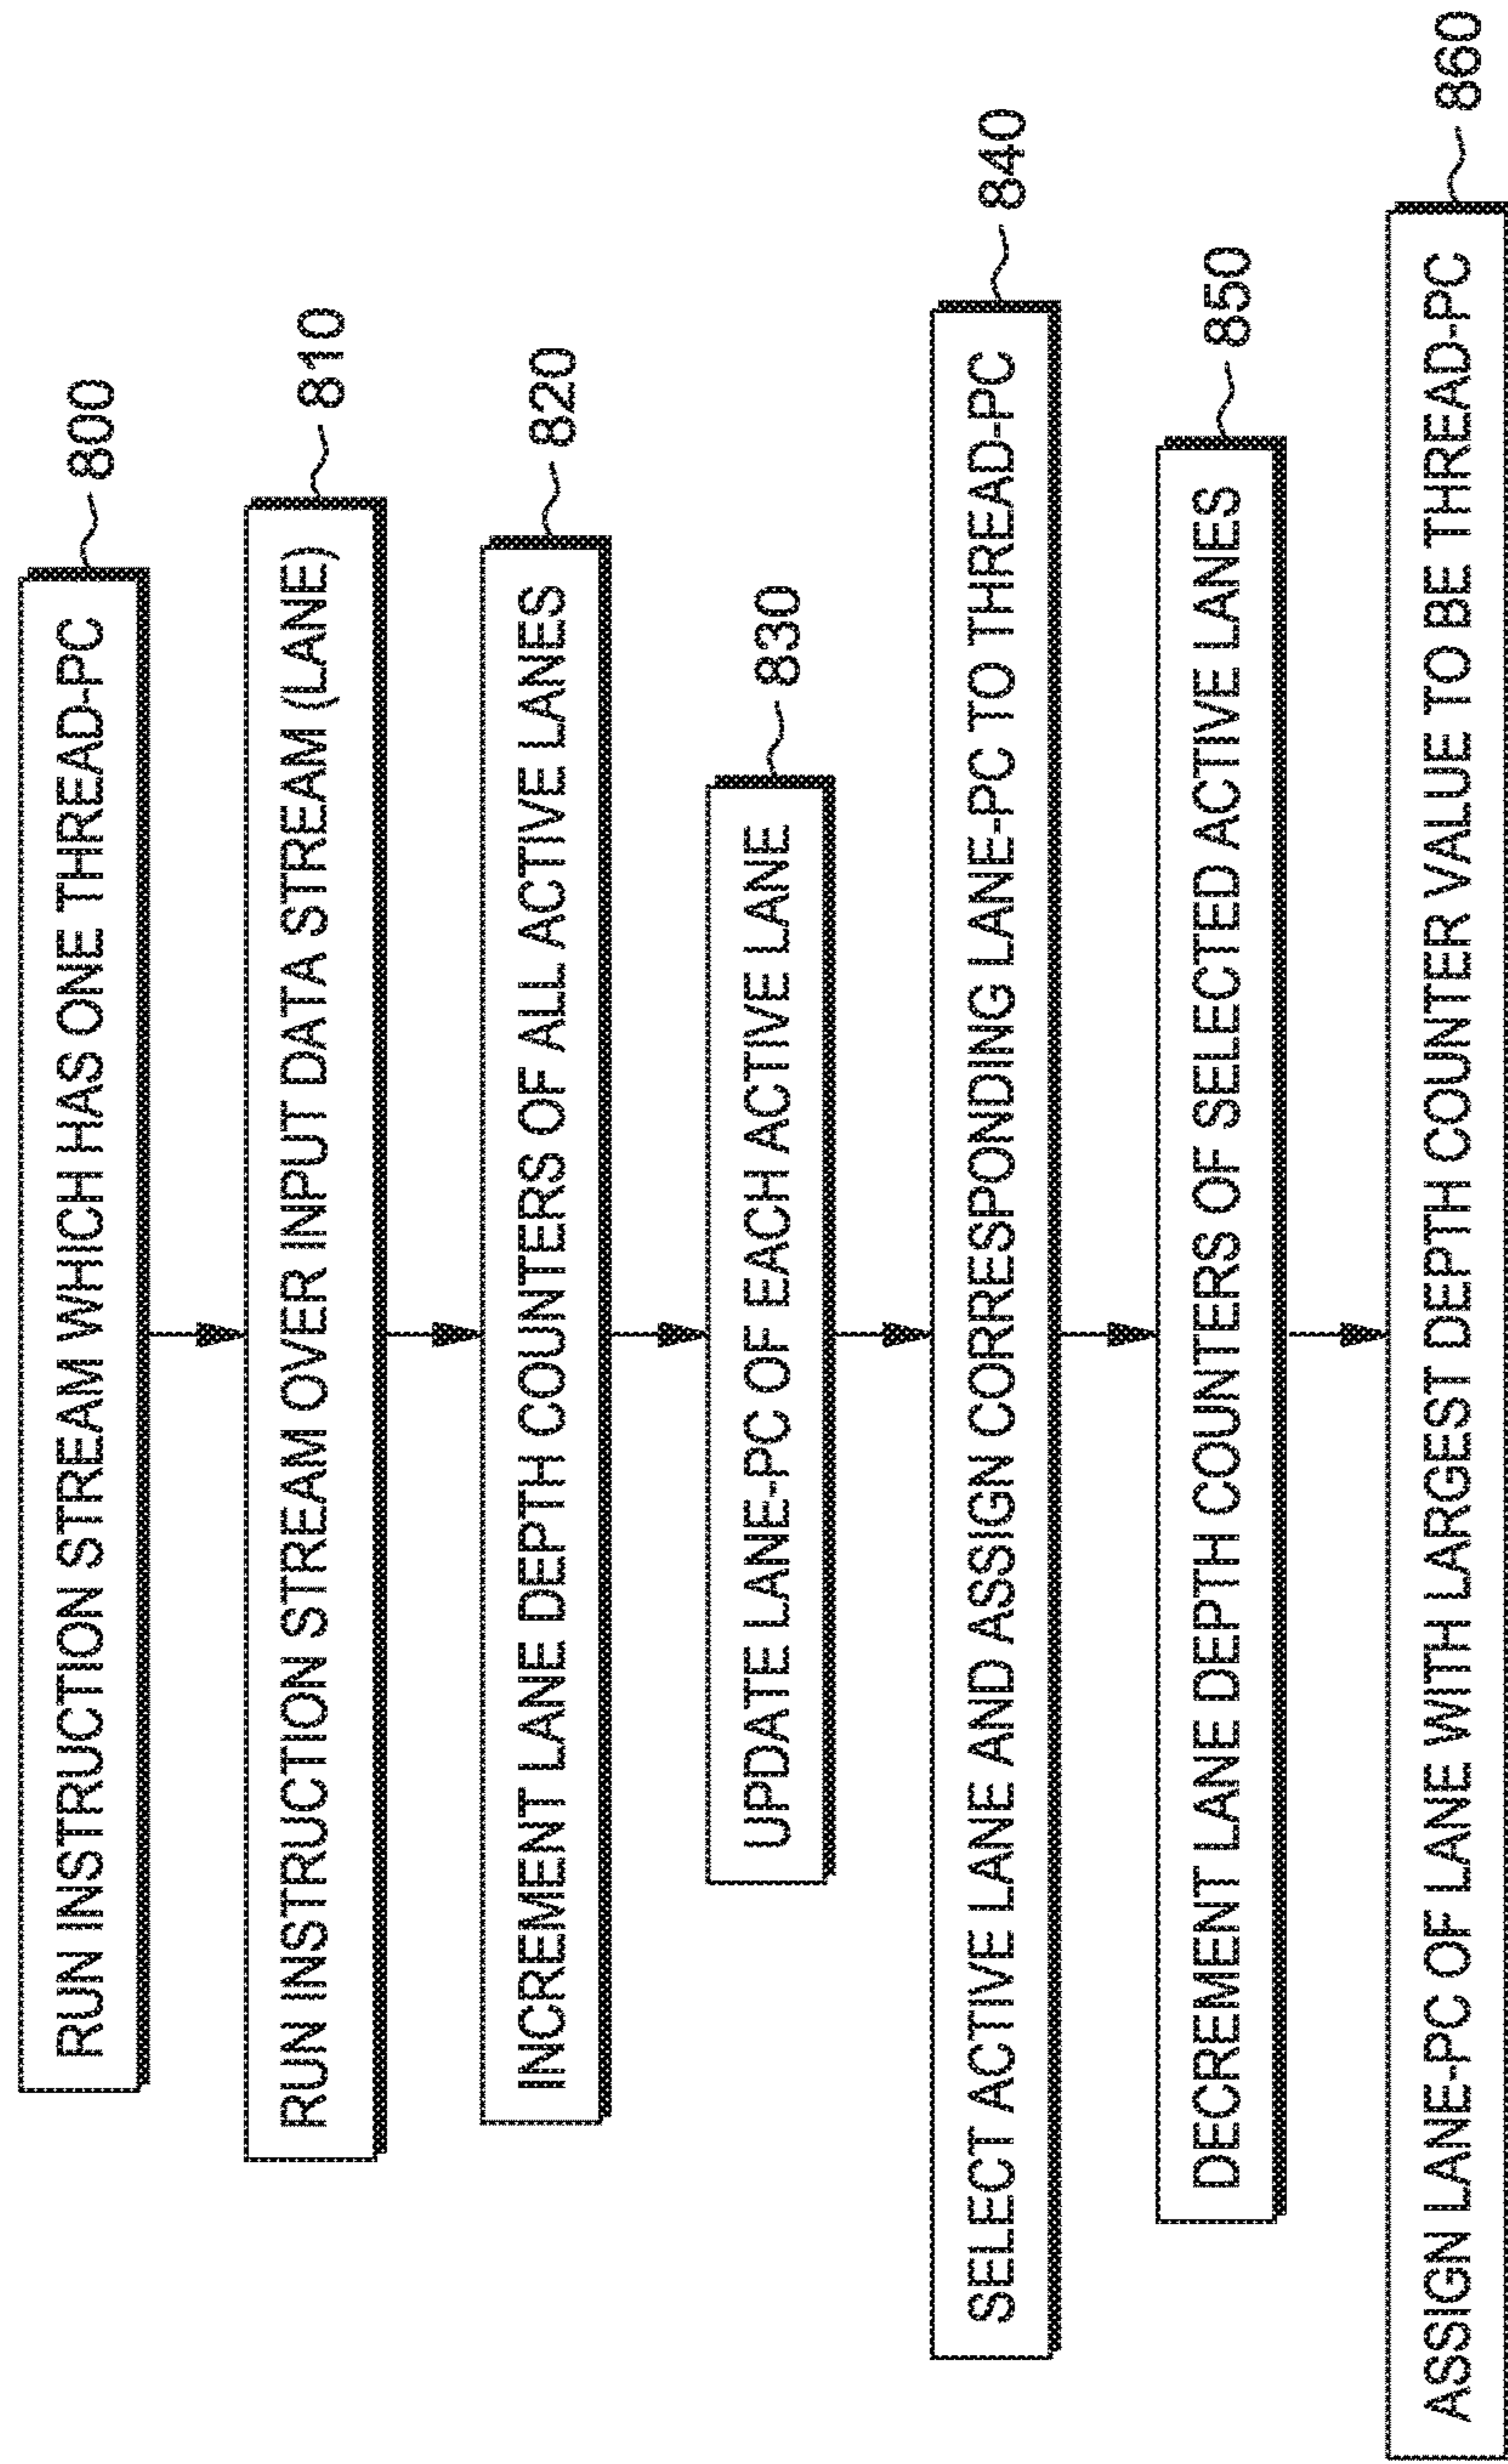 RUN INSTRUCTION STREAM WHICH HAS ONE THREAD-PC
800
RUN INSTRUCTION STREAM OVER INPUT DATA STREAM (LANE)
810
INCREMENT LANE DEPTH COUNTERS OF ALL ACTIVE LANES
820
UPDATE LANE-PC OF EACH ACTIVE LANE
830
SELECT ACTIVE LANE AND ASSIGN CORRESPONDING LANE-PC TO THREAD-PC
840
DECREMENT LANE DEPTH COUNTERS OF SELECTED ACTIVE LANES
850
ASSIGN LANE-PC OF LANE WITH LARGEST DEPTH COUNTER VALUE TO BE THREAD-PC
860